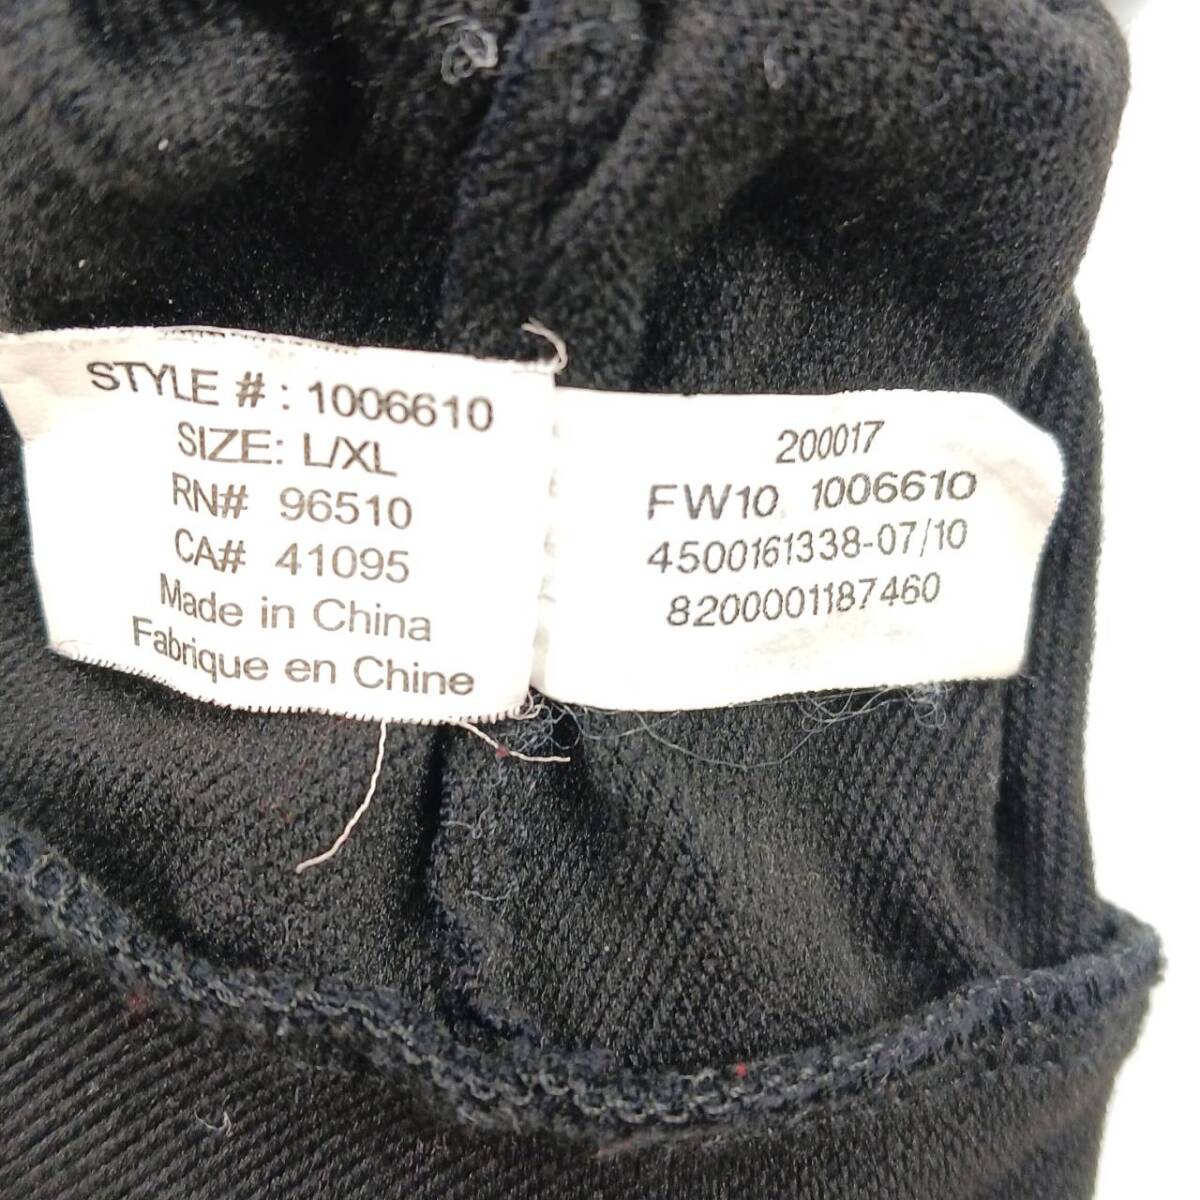 STYLE # : 1006610
SIZE: L/XL
RN# 96510
CA# 41095
Made in China
Fabrique en Chine
200017
FW10 1006610
4500161338-07/10
8200001187460